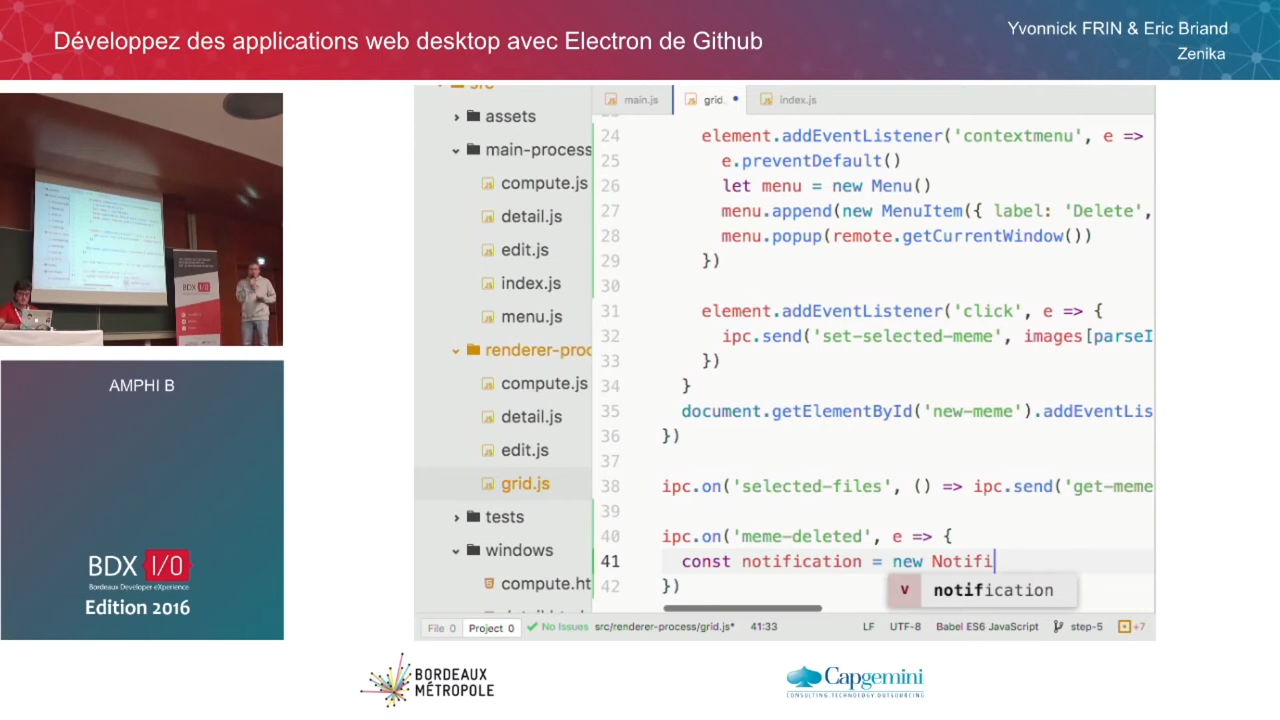 Développez des applications web desktop avec Electron de Github
Yvonnick FRIN & Eric Briand
Zenika
main.js
grid.
index.js
assets
main-process
compute.js
detail.js
edit.js
index.js
menu.js
renderer-proc
compute.js
detail.js
edit.js
grid.js
tests
windows
compute.ht
24 element.addEventListener('contextmenu', e =>
25 e.preventDefault()
26 let menu = new Menu()
27 menu.append(new MenuItem({ label: 'Delete',
28 menu.popup(remote.getCurrentWindow())
29 })
30
31 element.addEventListener('click', e => {
32 ipc.send('set-selected-meme', images[parseI
33 })
34 }
35 document.getElementById('new-meme').addEventLis
36 })
37
38 ipc.on('selected-files', () => ipc.send('get-meme
39
40 ipc.on('meme-deleted', e => {
41 const notification = new Notifi
42 })
v notification
File 0 Project 0 No Issues src/renderer-process/grid.js* 41:33 LF UTF-8 Babel ES6 JavaScript step-5 +7
BDX I/O
AMPHI B
BDX I/O
Bordeaux Developer eXperience
Edition 2016
BORDEAUX
MÉTROPOLE
Capgemini
CONSULTING.TECHNOLOGY.OUTSOURCING